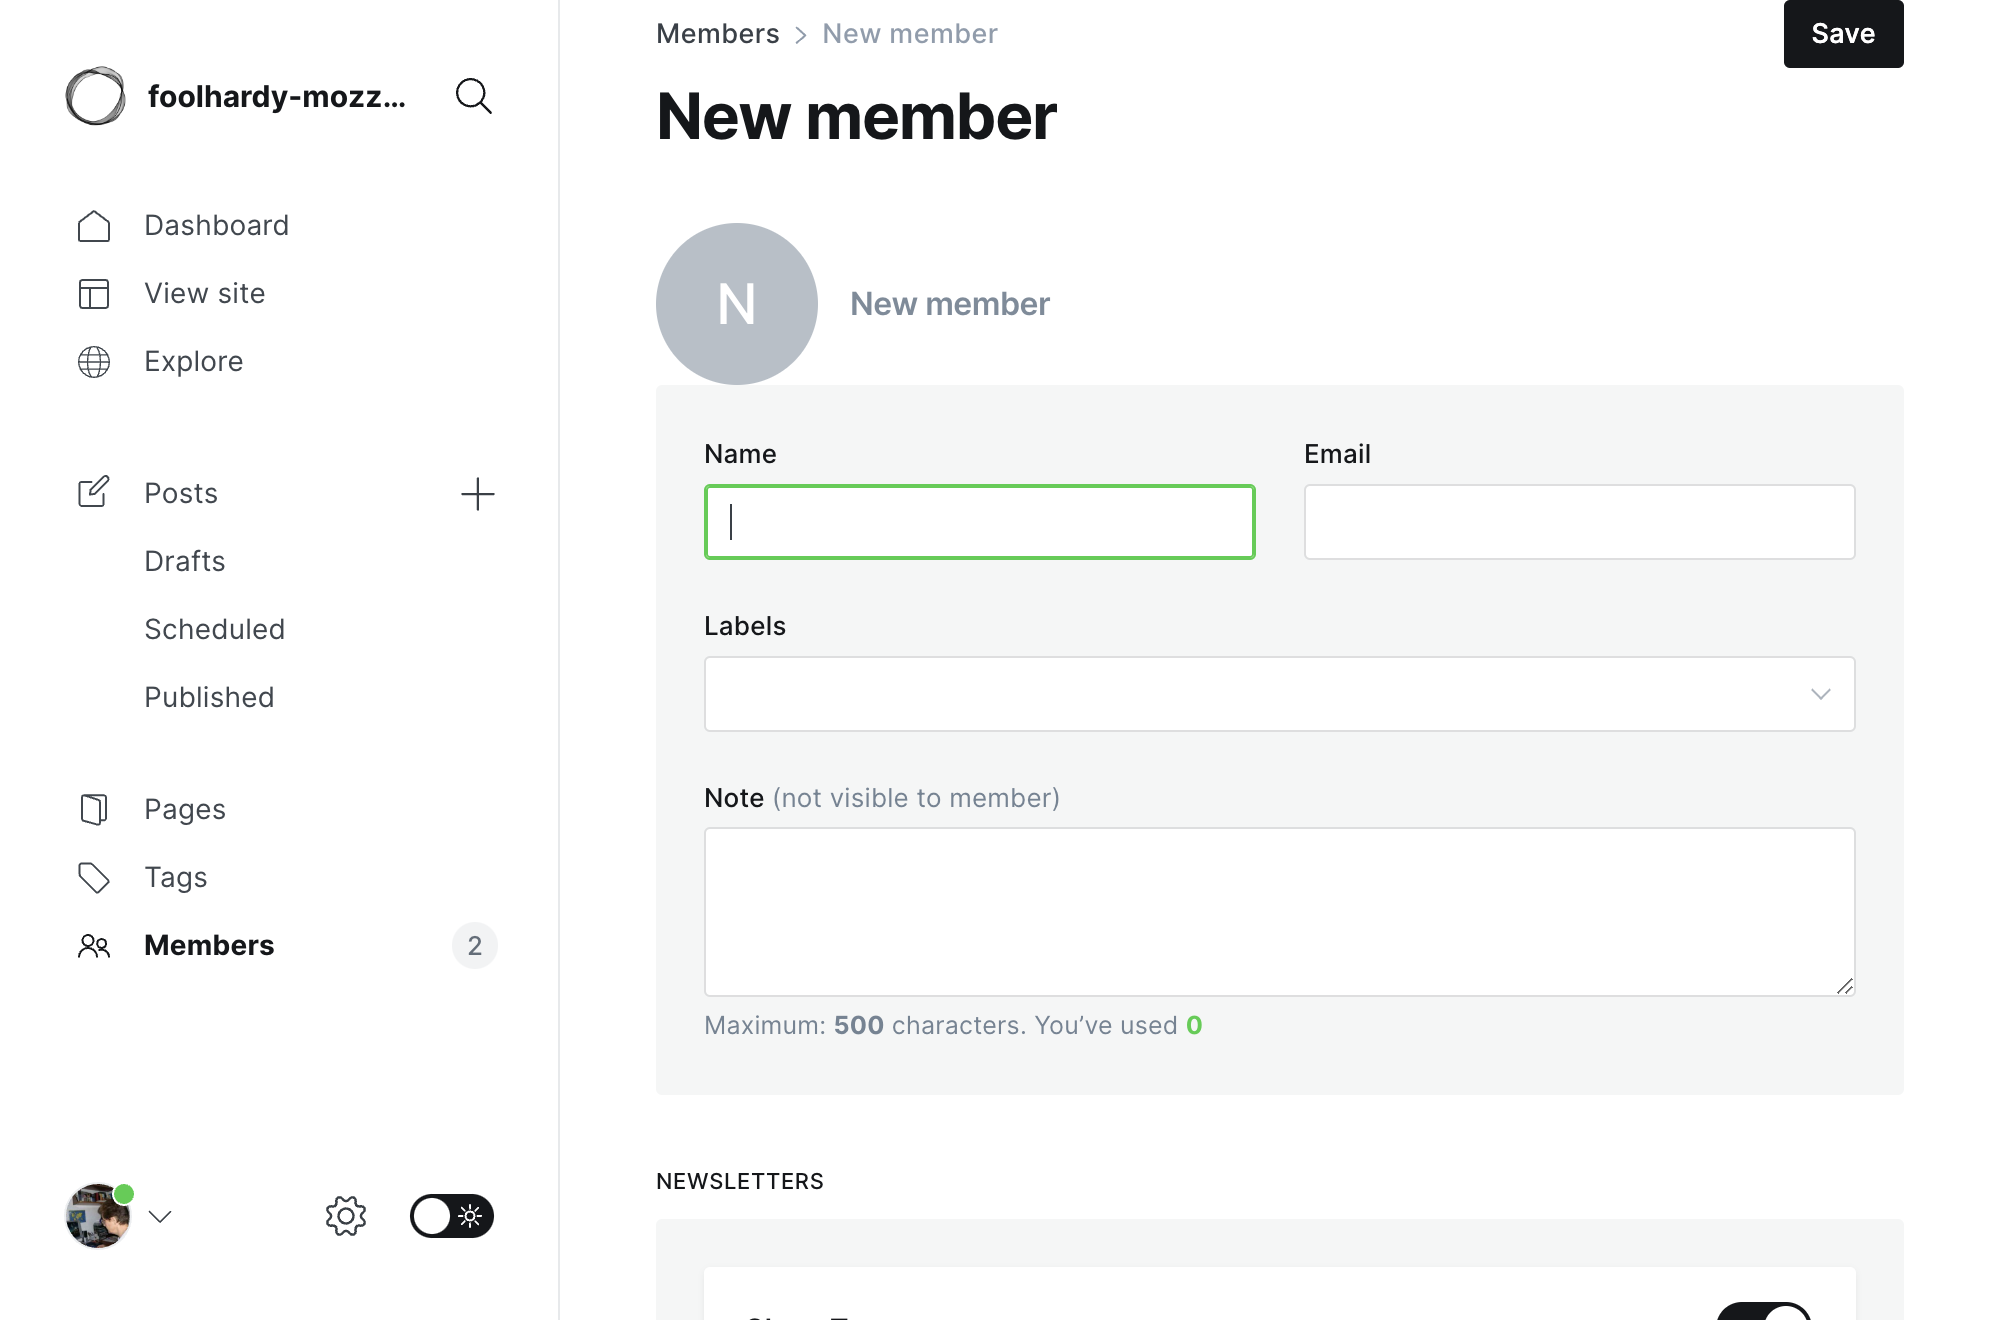 foolhardy-mozz...
Dashboard
View site
Explore
Posts
Drafts
Scheduled
Published
Pages
Tags
Members
2
Members > New member
Save
New member
N
New member
Name
Email
Labels
Note (not visible to member)
Maximum: 500 characters. You’ve used 0
NEWSLETTERS